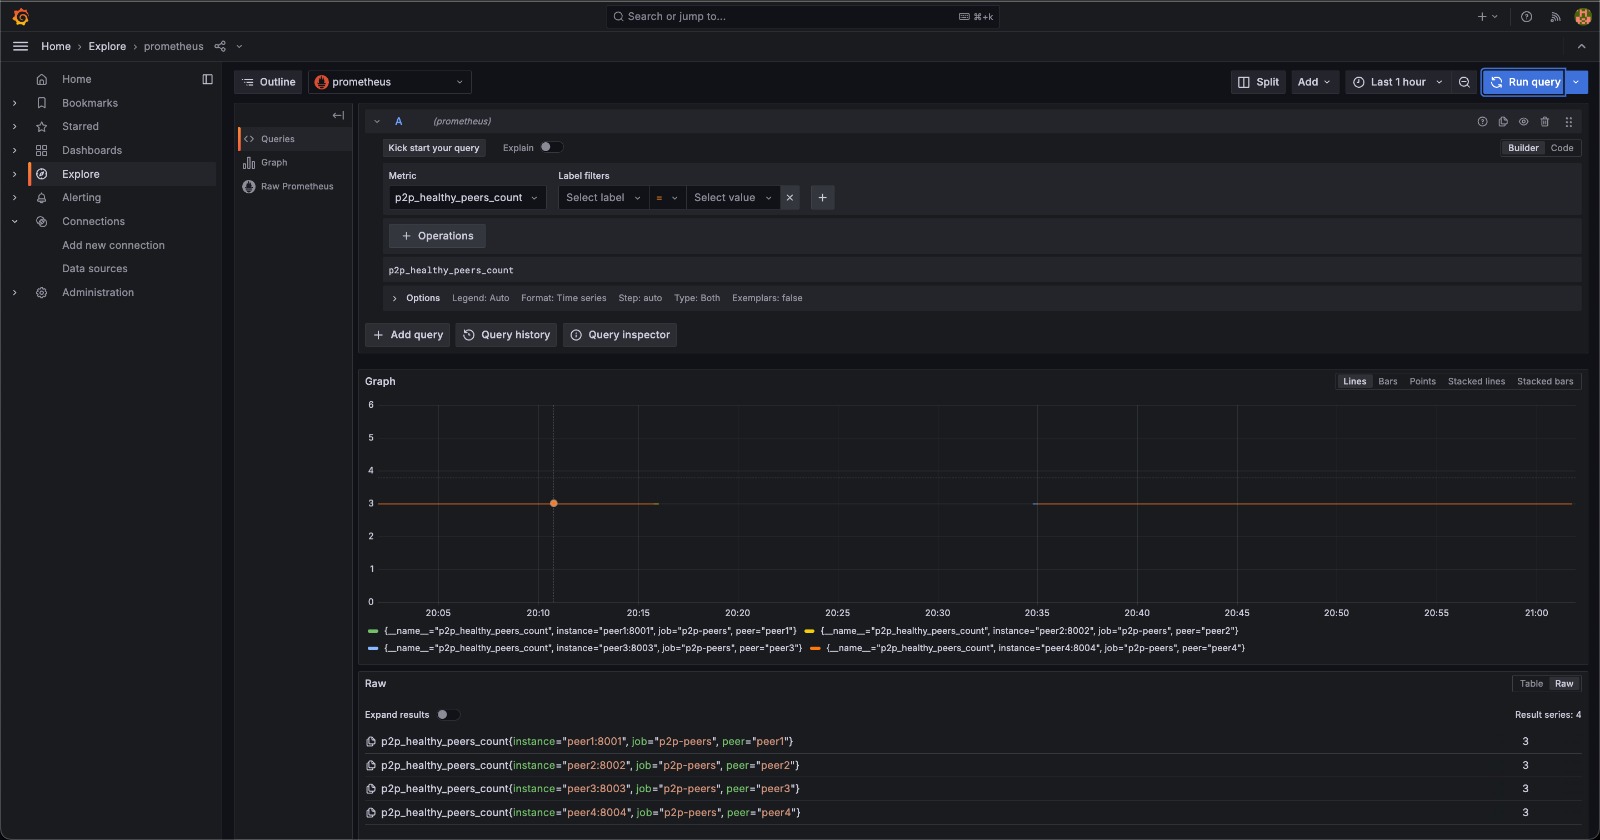 Search or jump to...
⌘+k
Home › Explore › prometheus
Home
Bookmarks
Starred
Dashboards
Explore
Alerting
Connections
Add new connection
Data sources
Administration
Outline
prometheus
Split
Add
Last 1 hour
Run query
Queries
Graph
Raw Prometheus
A
(prometheus)
Kick start your query
Explain
Builder
Code
Metric
Label filters
p2p_healthy_peers_count
Select label
=
Select value
+ Operations
p2p_healthy_peers_count
Options Legend: Auto Format: Time series Step: auto Type: Both Exemplars: false
+ Add query
Query history
Query inspector
Graph
Lines Bars Points Stacked lines Stacked bars
6
5
4
3
2
1
0
20:05 20:10 20:15 20:20 20:25 20:30 20:35 20:40 20:45 20:50 20:55 21:00
{__name__="p2p_healthy_peers_count", instance="peer1:8001", job="p2p-peers", peer="peer1"} {__name__="p2p_healthy_peers_count", instance="peer2:8002", job="p2p-peers", peer="peer2"}
{__name__="p2p_healthy_peers_count", instance="peer3:8003", job="p2p-peers", peer="peer3"} {__name__="p2p_healthy_peers_count", instance="peer4:8004", job="p2p-peers", peer="peer4"}
Raw
Table Raw
Expand results
Result series: 4
p2p_healthy_peers_count{instance="peer1:8001", job="p2p-peers", peer="peer1"} 3
p2p_healthy_peers_count{instance="peer2:8002", job="p2p-peers", peer="peer2"} 3
p2p_healthy_peers_count{instance="peer3:8003", job="p2p-peers", peer="peer3"} 3
p2p_healthy_peers_count{instance="peer4:8004", job="p2p-peers", peer="peer4"} 3